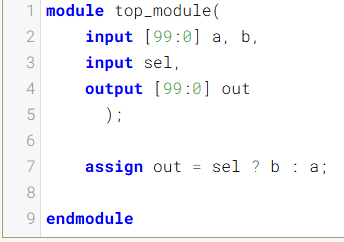 1 module top_module(
2     input [99:0] a, b,
3     input sel,
4     output [99:0] out
5       );
6
7     assign out = sel ? b : a;
8
9 endmodule